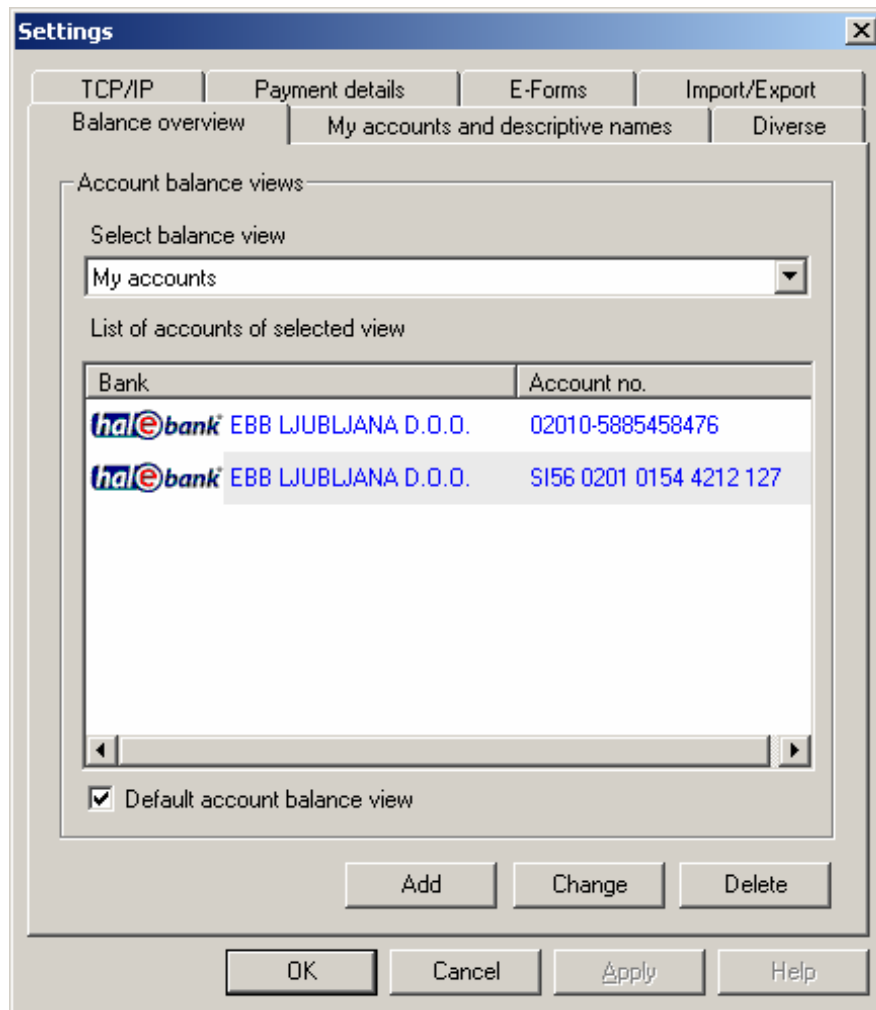 Settings
TCP/IP Payment details E-Forms Import/Export
Balance overview My accounts and descriptive names Diverse
Account balance views
Select balance view
My accounts
List of accounts of selected view
Bank Account no.
halebank EBB LJUBLJANA D.O.O. 02010-5885458476
halebank EBB LJUBLJANA D.O.O. SI56 0201 0154 4212 127
Default account balance view
Add Change Delete
OK Cancel Apply Help